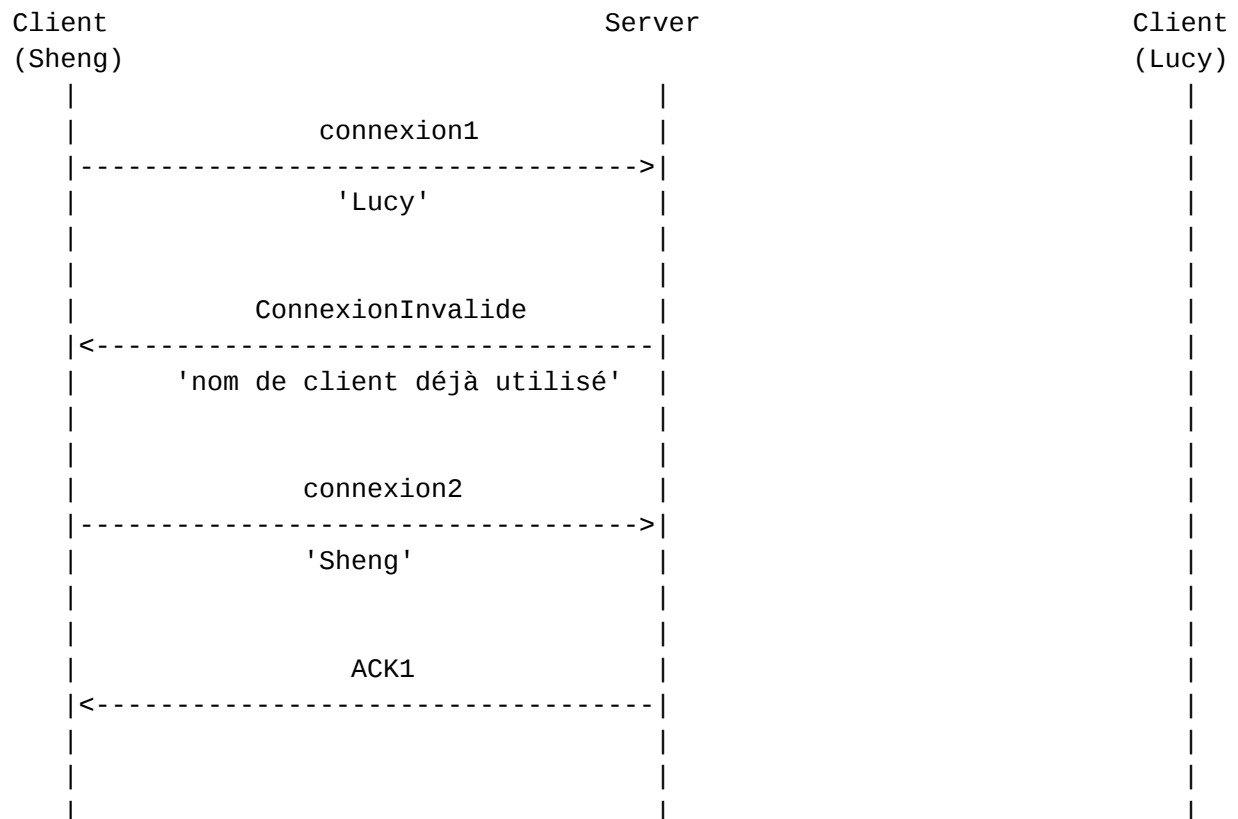 Client Server Client
(Sheng) (Lucy)
connexion1
'Lucy'
ConnexionInvalide
'nom de client déjà utilisé'
connexion2
'Sheng'
ACK1